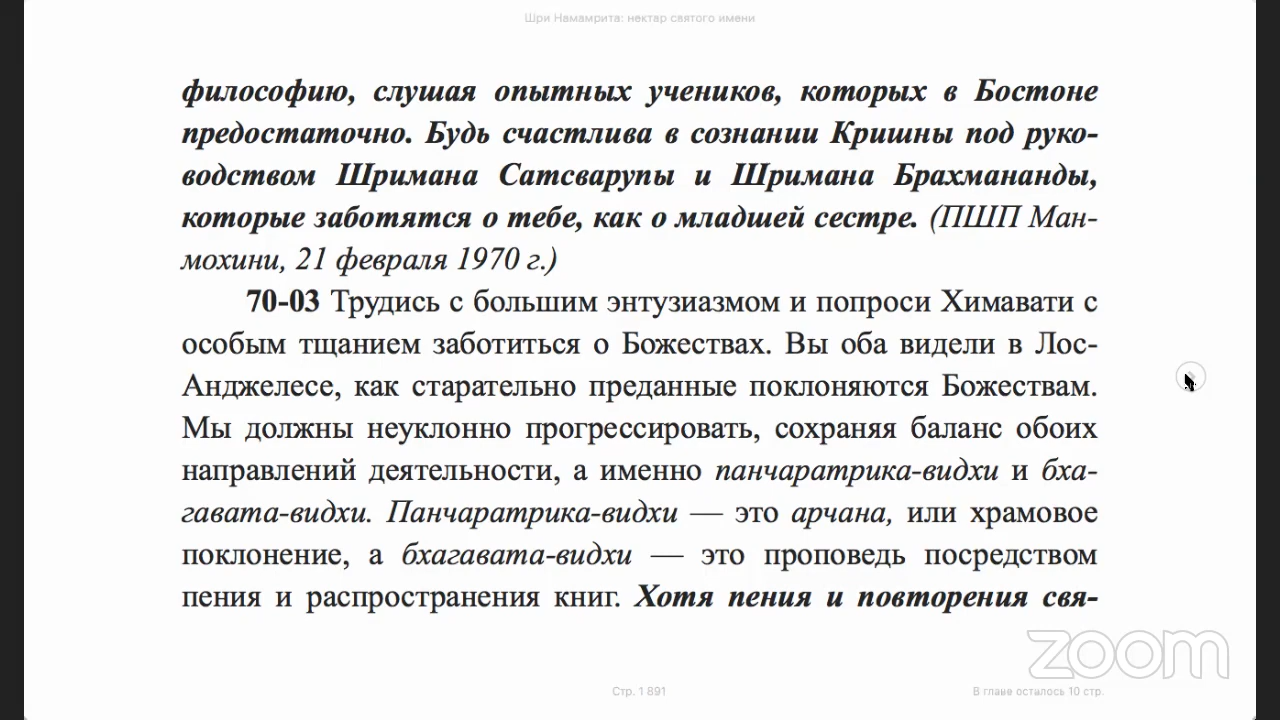 Шри Намамрита: нектар святого имени
философию, слушая опытных учеников, которых в Бостоне
предостаточно. Будь счастлива в сознании Кришны под руко-
водством Шримана Сатсварупы и Шримана Брахмананды,
которые заботятся о тебе, как о младшей сестре. (ПШП Ман-
мохини, 21 февраля 1970 г.)
70-03 Трудись с большим энтузиазмом и попроси Химавати с
особым тщанием заботиться о Божествах. Вы оба видели в Лос-
Анджелесе, как старательно преданные поклоняются Божествам.
Мы должны неуклонно прогрессировать, сохраняя баланс обоих
направлений деятельности, а именно панчаратрика-видхи и бха-
гавата-видхи. Панчаратрика-видхи — это арчана, или храмовое
поклонение, а бхагавата-видхи — это проповедь посредством
пения и распространения книг. Хотя пения и повторения свя-
zoom
Стр. 1 891
В главе осталось 10 стр.